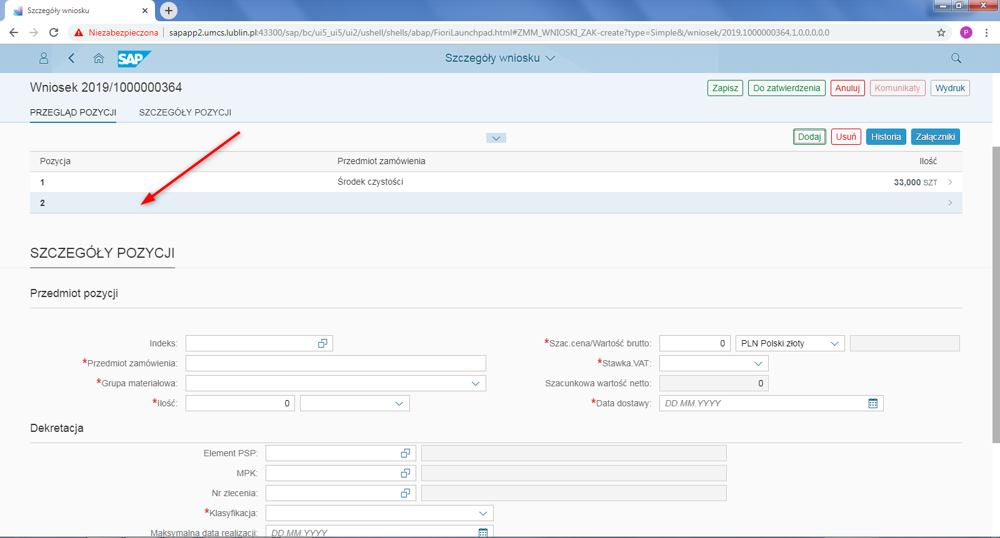 Szczegóły wniosku
Niezabezpieczona
sapapp2.umcs.lublin.pl:43300/sap/bc/ui5_ui5/ui2/ushell/shells/abap/FioriLaunchpad.html#ZMM_WNIOSKI_ZAK-create?type=Simple&/wniosek/2019,1000000364,1,0,0,0,0,0
P
SAP
Szczegóły wniosku
Wniosek 2019/1000000364
Zapisz Do zatwierdzenia Anuluj Komunikaty Wydruk
PRZEGLĄD POZYCJI SZCZEGÓŁY POZYCJI
Dodaj Usuń Historia Załączniki
Pozycja Przedmiot zamówienia Ilość
1 Środek czystości 33,000 SZT
2
SZCZEGÓŁY POZYCJI
Przedmiot pozycji
Indeks: *Szac.cena/Wartość brutto: 0 PLN Polski złoty
*Przedmiot zamówienia: *Stawka.VAT:
*Grupa materiałowa: Szacunkowa wartość netto: 0
*Ilość: 0 *Data dostawy: DD.MM.YYYY
Dekretacja
Element PSP:
MPK:
Nr zlecenia:
*Klasyfikacja:
Maksymalna data realizacji: DD.MM.YYYY